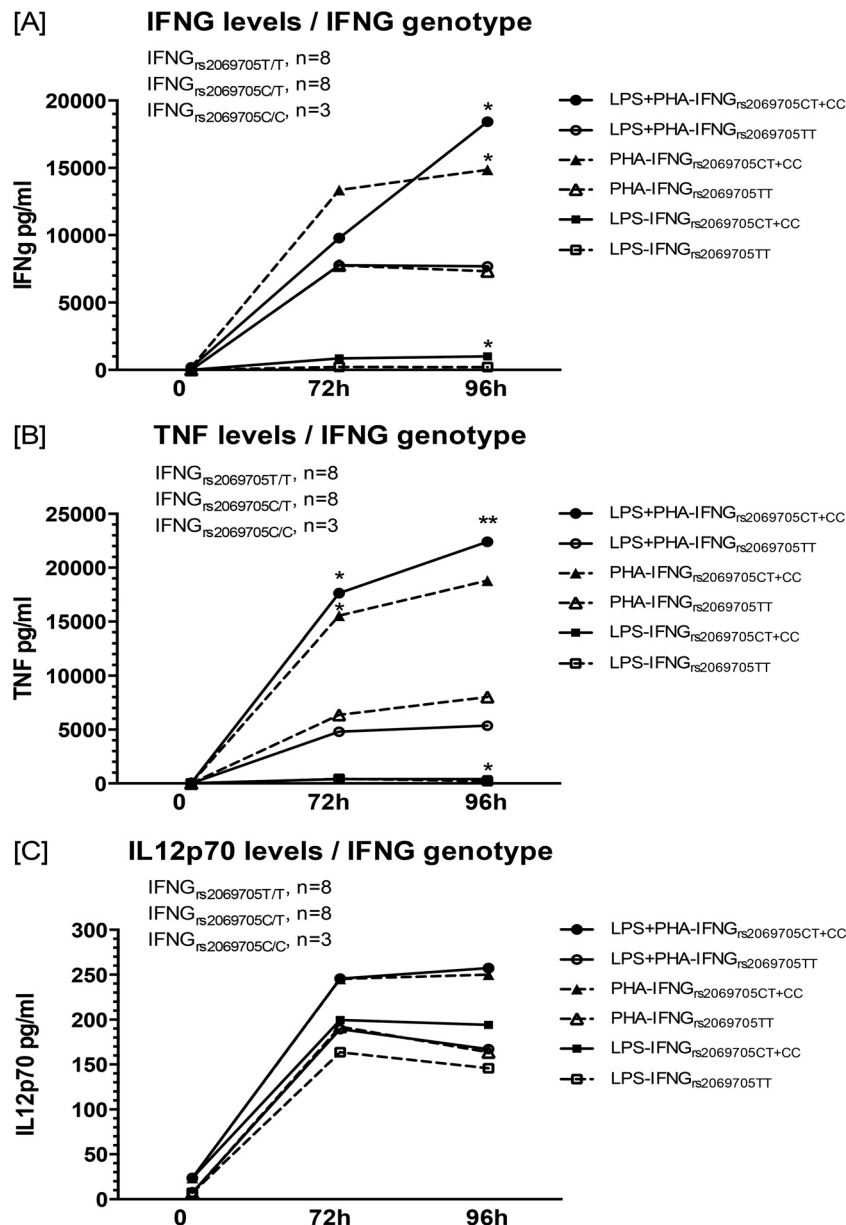 [A] IFNG levels / IFNG genotype
IFNGrs2069705T/T, n=8
IFNGrs2069705C/T, n=8
IFNGrs2069705C/C, n=3
IFNg pg/ml
20000
15000
10000
5000
0
0 72h 96h
*
*
*
LPS+PHA-IFNGrs2069705CT+CC
LPS+PHA-IFNGrs2069705TT
PHA-IFNGrs2069705CT+CC
PHA-IFNGrs2069705TT
LPS-IFNGrs2069705CT+CC
LPS-IFNGrs2069705TT
[B] TNF levels / IFNG genotype
IFNGrs2069705T/T, n=8
IFNGrs2069705C/T, n=8
IFNGrs2069705C/C, n=3
TNF pg/ml
25000
20000
15000
10000
5000
0
0 72h 96h
*
*
**
*
LPS+PHA-IFNGrs2069705CT+CC
LPS+PHA-IFNGrs2069705TT
PHA-IFNGrs2069705CT+CC
PHA-IFNGrs2069705TT
LPS-IFNGrs2069705CT+CC
LPS-IFNGrs2069705TT
[C] IL12p70 levels / IFNG genotype
IFNGrs2069705T/T, n=8
IFNGrs2069705C/T, n=8
IFNGrs2069705C/C, n=3
IL12p70 pg/ml
300
250
200
150
100
50
0
0 72h 96h
LPS+PHA-IFNGrs2069705CT+CC
LPS+PHA-IFNGrs2069705TT
PHA-IFNGrs2069705CT+CC
PHA-IFNGrs2069705TT
LPS-IFNGrs2069705CT+CC
LPS-IFNGrs2069705TT